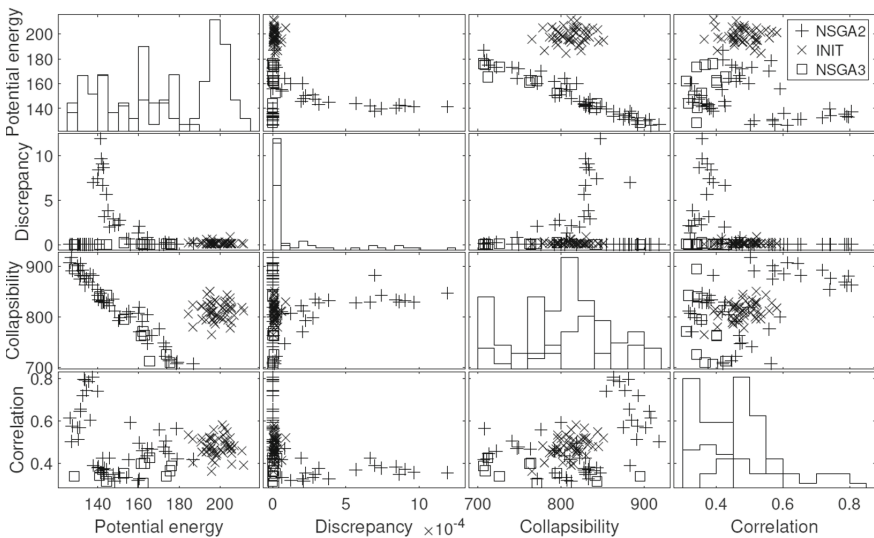 Potential energy
200
180
160
140
NSGA2
INIT
NSGA3
Discrepancy
10
5
0
Collapsibility
900
800
700
Correlation
0.8
0.6
0.4
140 160 180 200
0 5 10
700 800 900
0.4 0.6 0.8
Potential energy
Discrepancy ×10⁻⁴
Collapsibility
Correlation